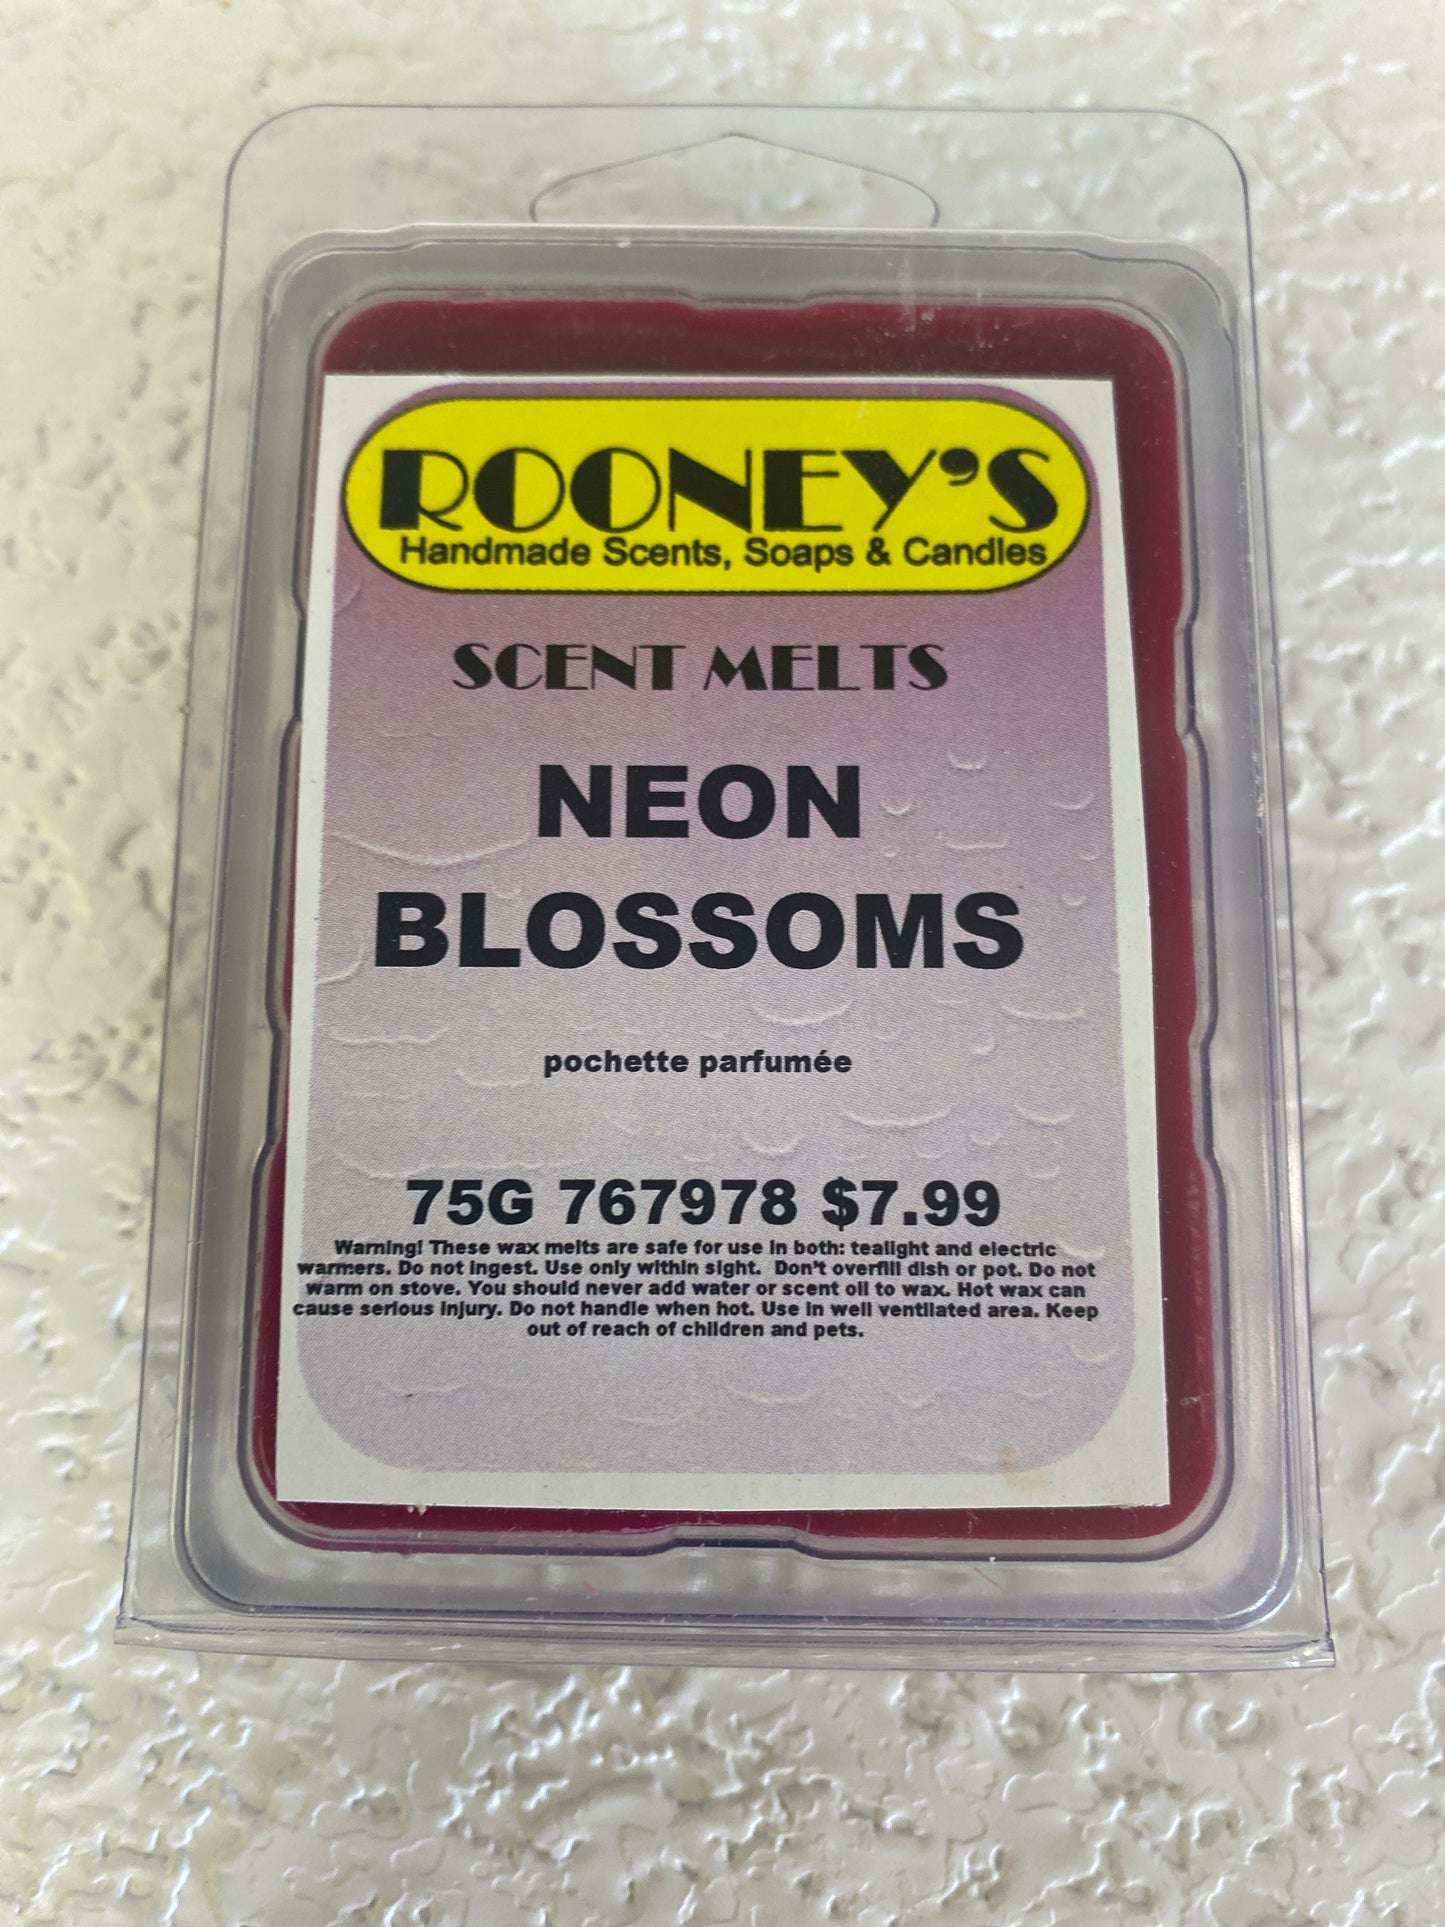 ROONEY'S
Handmade Scents, Soaps & Candles
SCENT MELTS
NEON
BLOSSOMS
pochette parfumée
75G 767978 $7.99
Warning! These wax melts are safe for use in both: tealight and electric
warmers. Do not ingest. Use only within sight. Don't overfill dish or pot. Do not
warm on stove. You should never add water or scent oil to wax. Hot wax can
cause serious injury. Do not handle when hot. Use in well ventilated area. Keep
out of reach of children and pets.